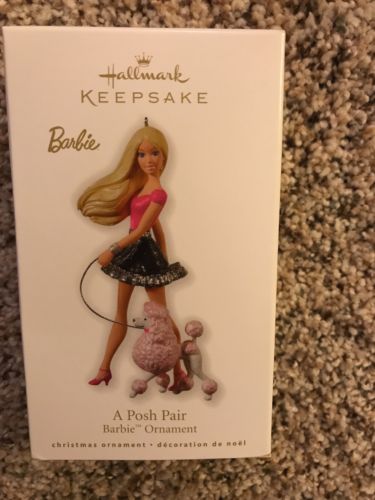 Hallmark
KEEPSAKE
Barbie
A Posh Pair
Barbie™ Ornament
christmas ornament • décoration de noël